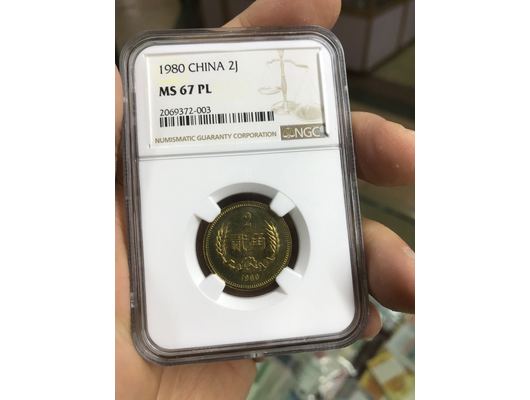 1980 CHINA 2J
MS 67 PL
2069372-003
NUMISMATIC GUARANTY CORPORATION
NGC
2
贰角
1980